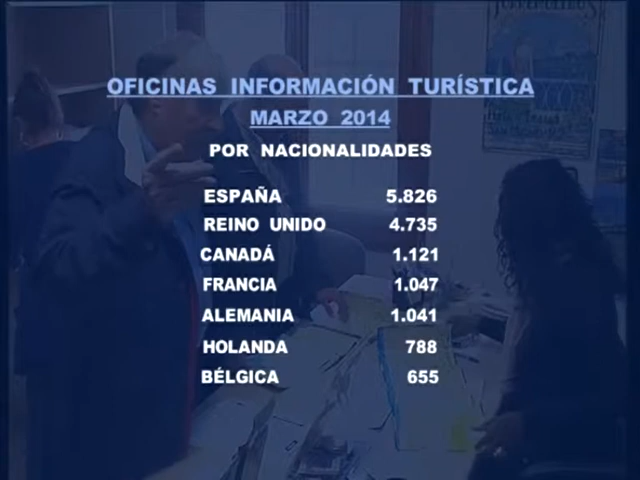 TORREMOLINOS
OFICINAS INFORMACIÓN TURÍSTICA
MARZO 2014
POR NACIONALIDADES
ESPAÑA 5.826
REINO UNIDO 4.735
CANADÁ 1.121
FRANCIA 1.047
ALEMANIA 1.041
HOLANDA 788
BÉLGICA 655